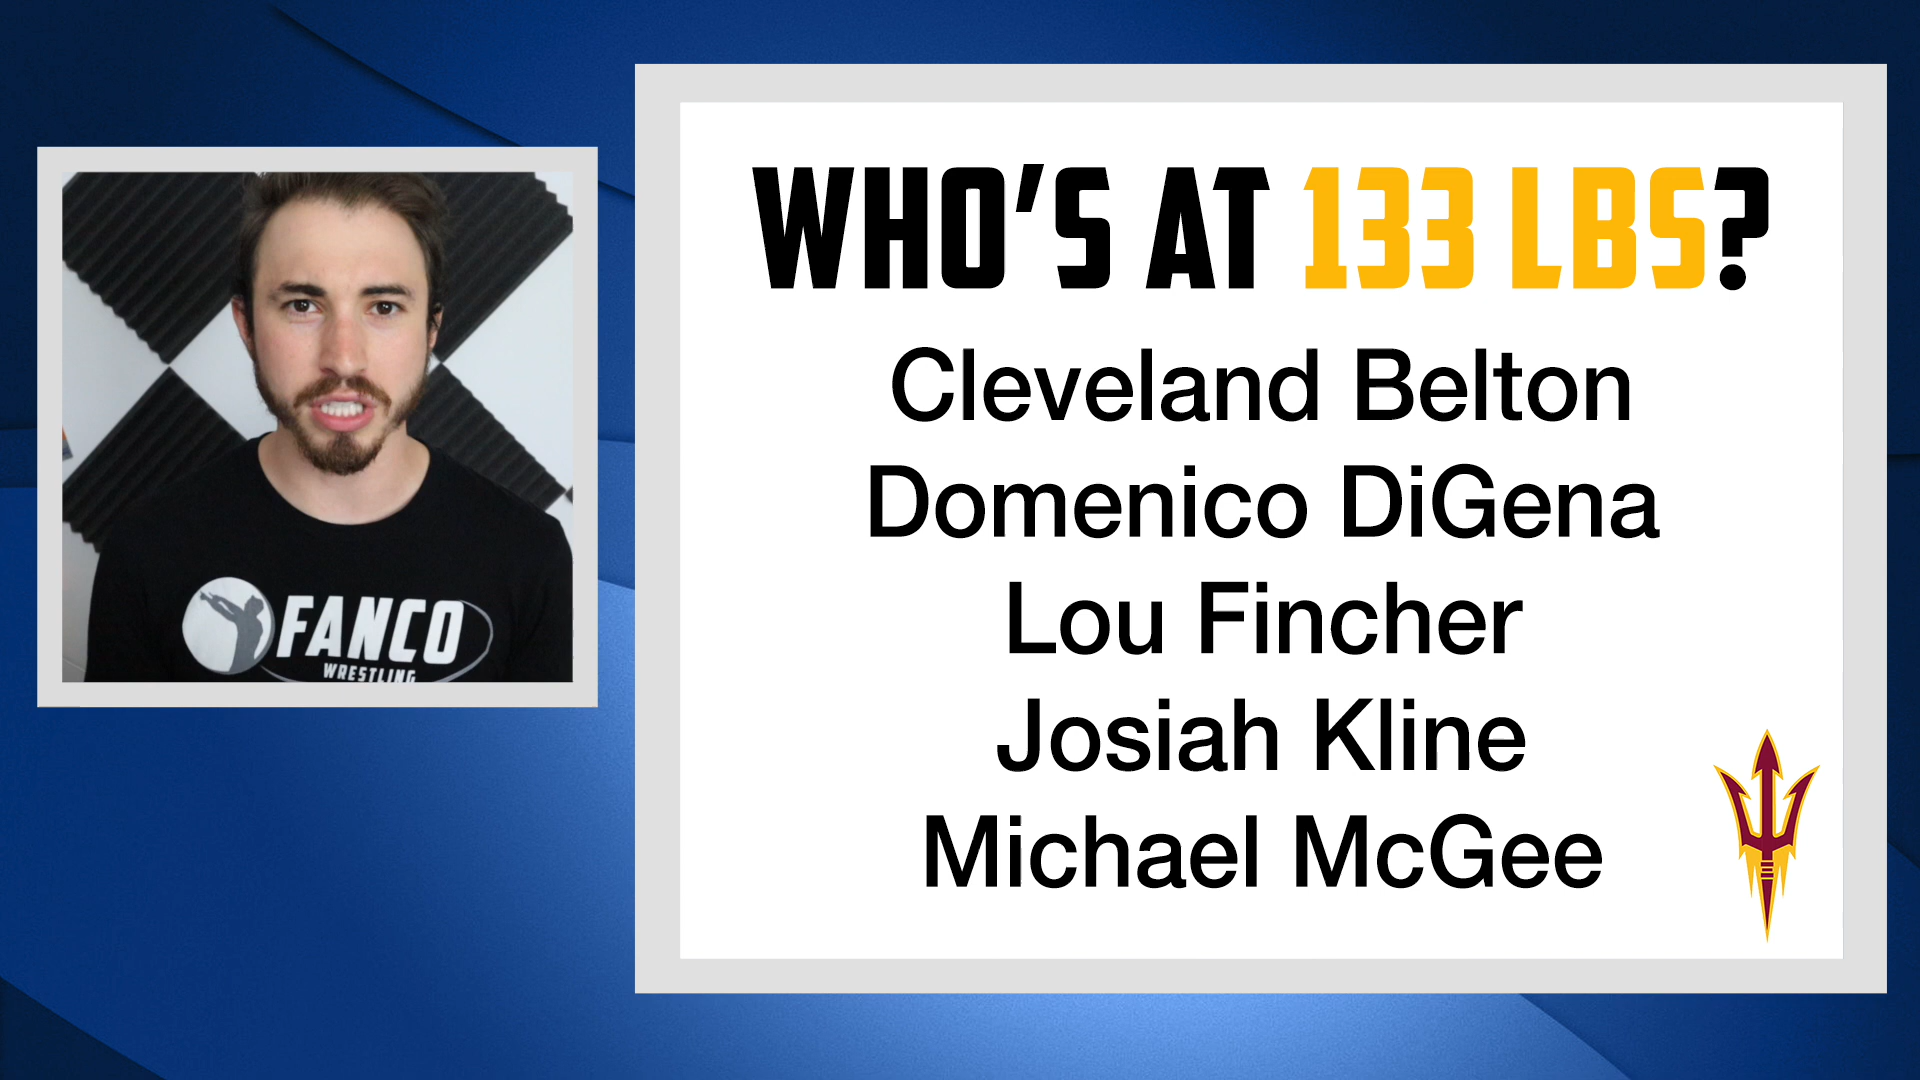 FANCO
WRESTLING
WHO'S AT 133 LBS?
Cleveland Belton
Domenico DiGena
Lou Fincher
Josiah Kline
Michael McGee